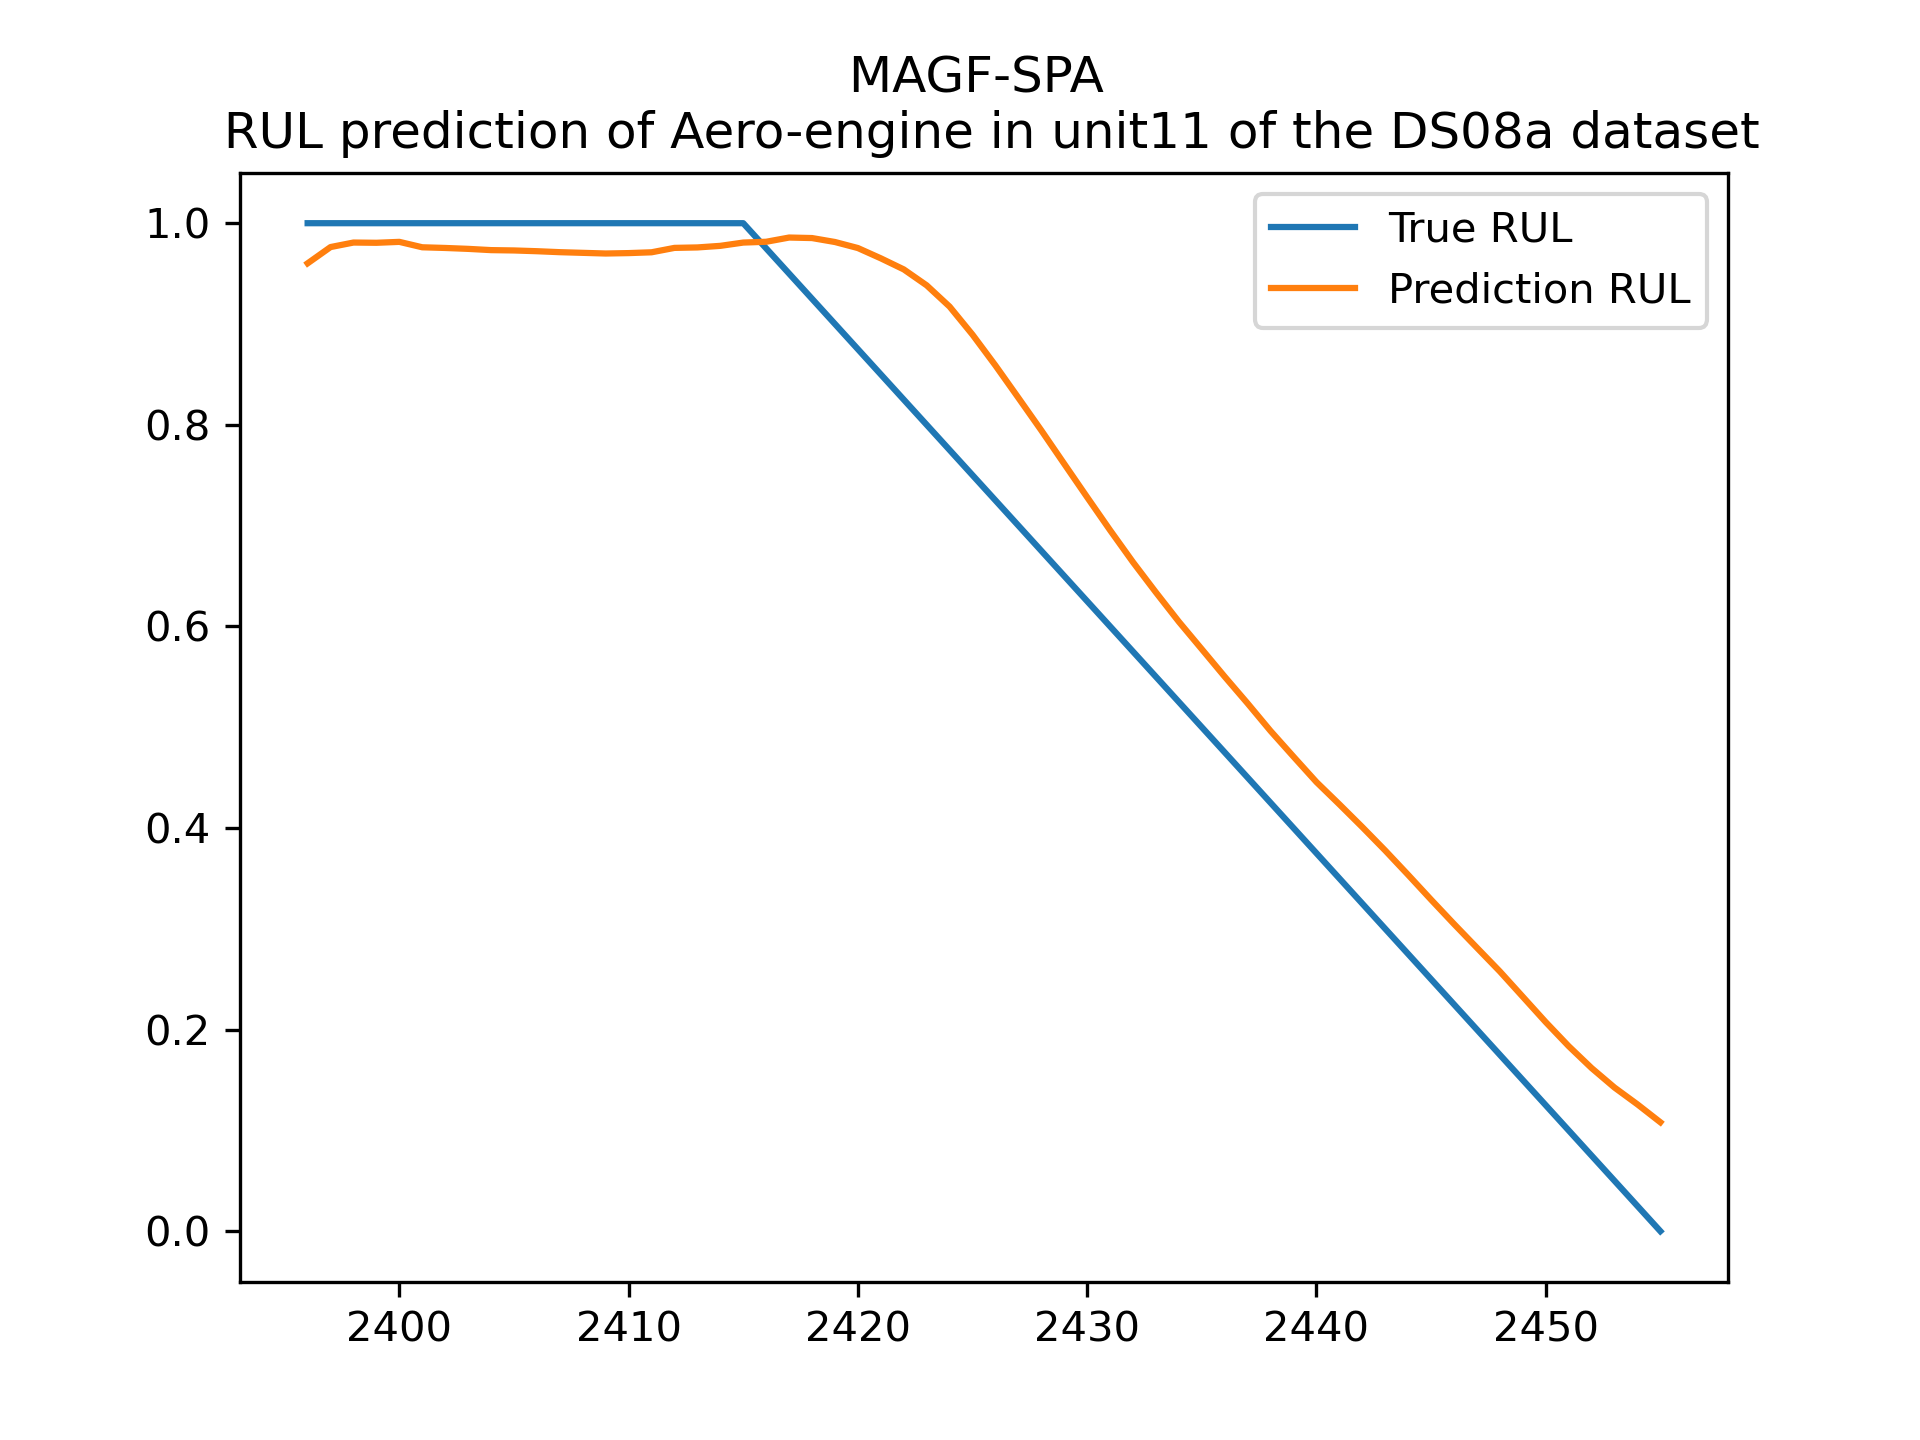 MAGF-SPA
RUL prediction of Aero-engine in unit11 of the DS08a dataset
True RUL
Prediction RUL
1.0
0.8
0.6
0.4
0.2
0.0
2400 2410 2420 2430 2440 2450